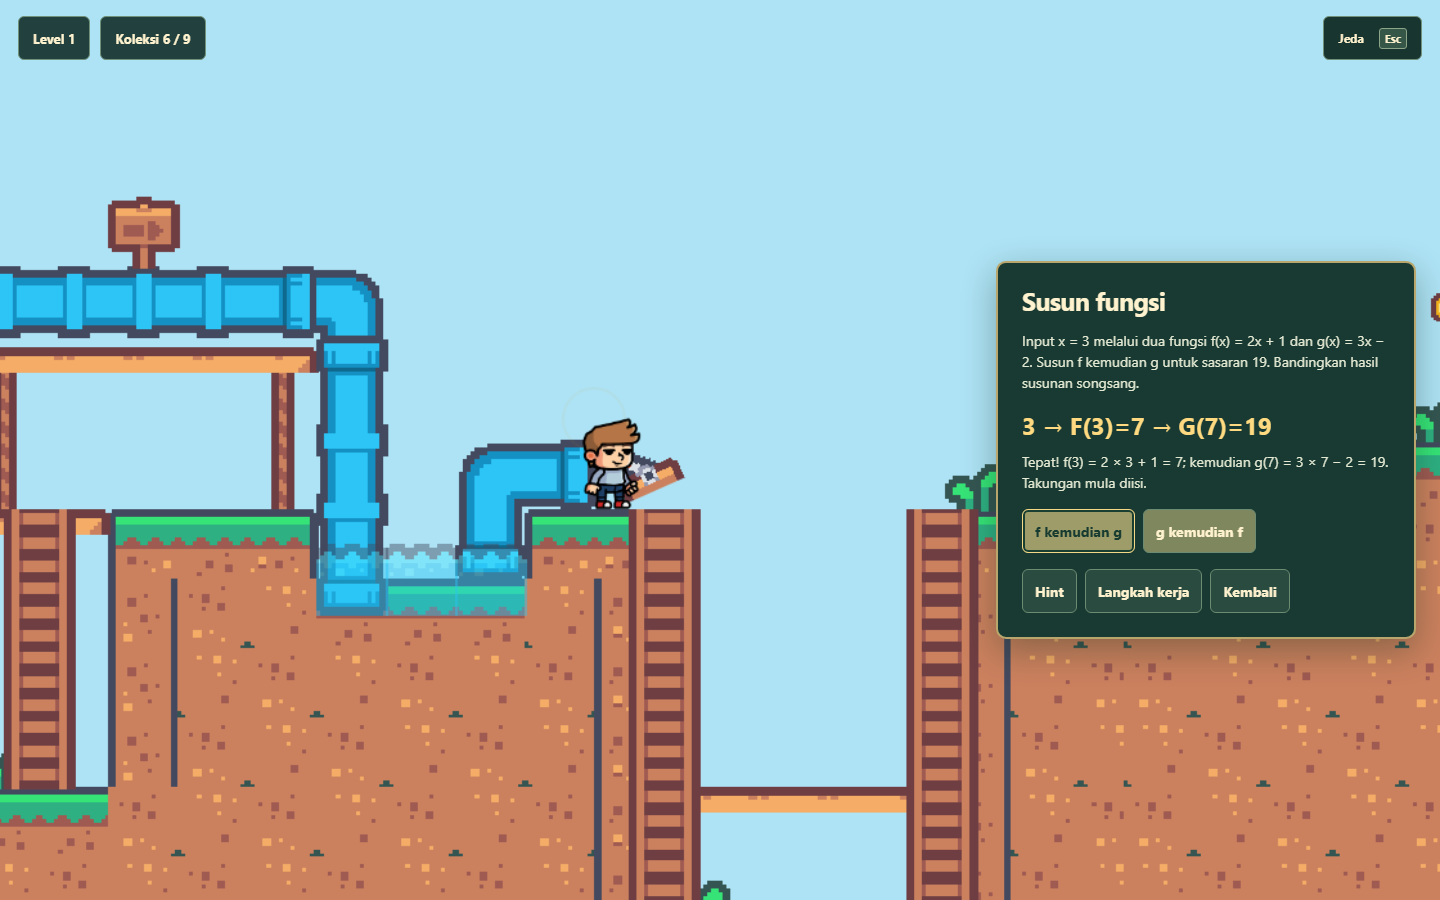 Level 1
Koleksi 6 / 9
Jeda Esc
Susun fungsi
Input x = 3 melalui dua fungsi f(x) = 2x + 1 dan g(x) = 3x −
2. Susun f kemudian g untuk sasaran 19. Bandingkan hasil
susunan songsang.
3 → F(3)=7 → G(7)=19
Tepat! f(3) = 2 × 3 + 1 = 7; kemudian g(7) = 3 × 7 − 2 = 19.
Takungan mula diisi.
f kemudian g
g kemudian f
Hint
Langkah kerja
Kembali